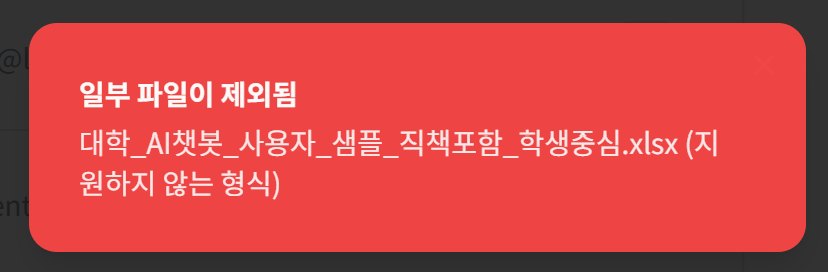 @l
일부 파일이 제외됨
대학_AI챗봇_사용자_샘플_직책포함_학생중심.xlsx (지
원하지 않는 형식)
ent